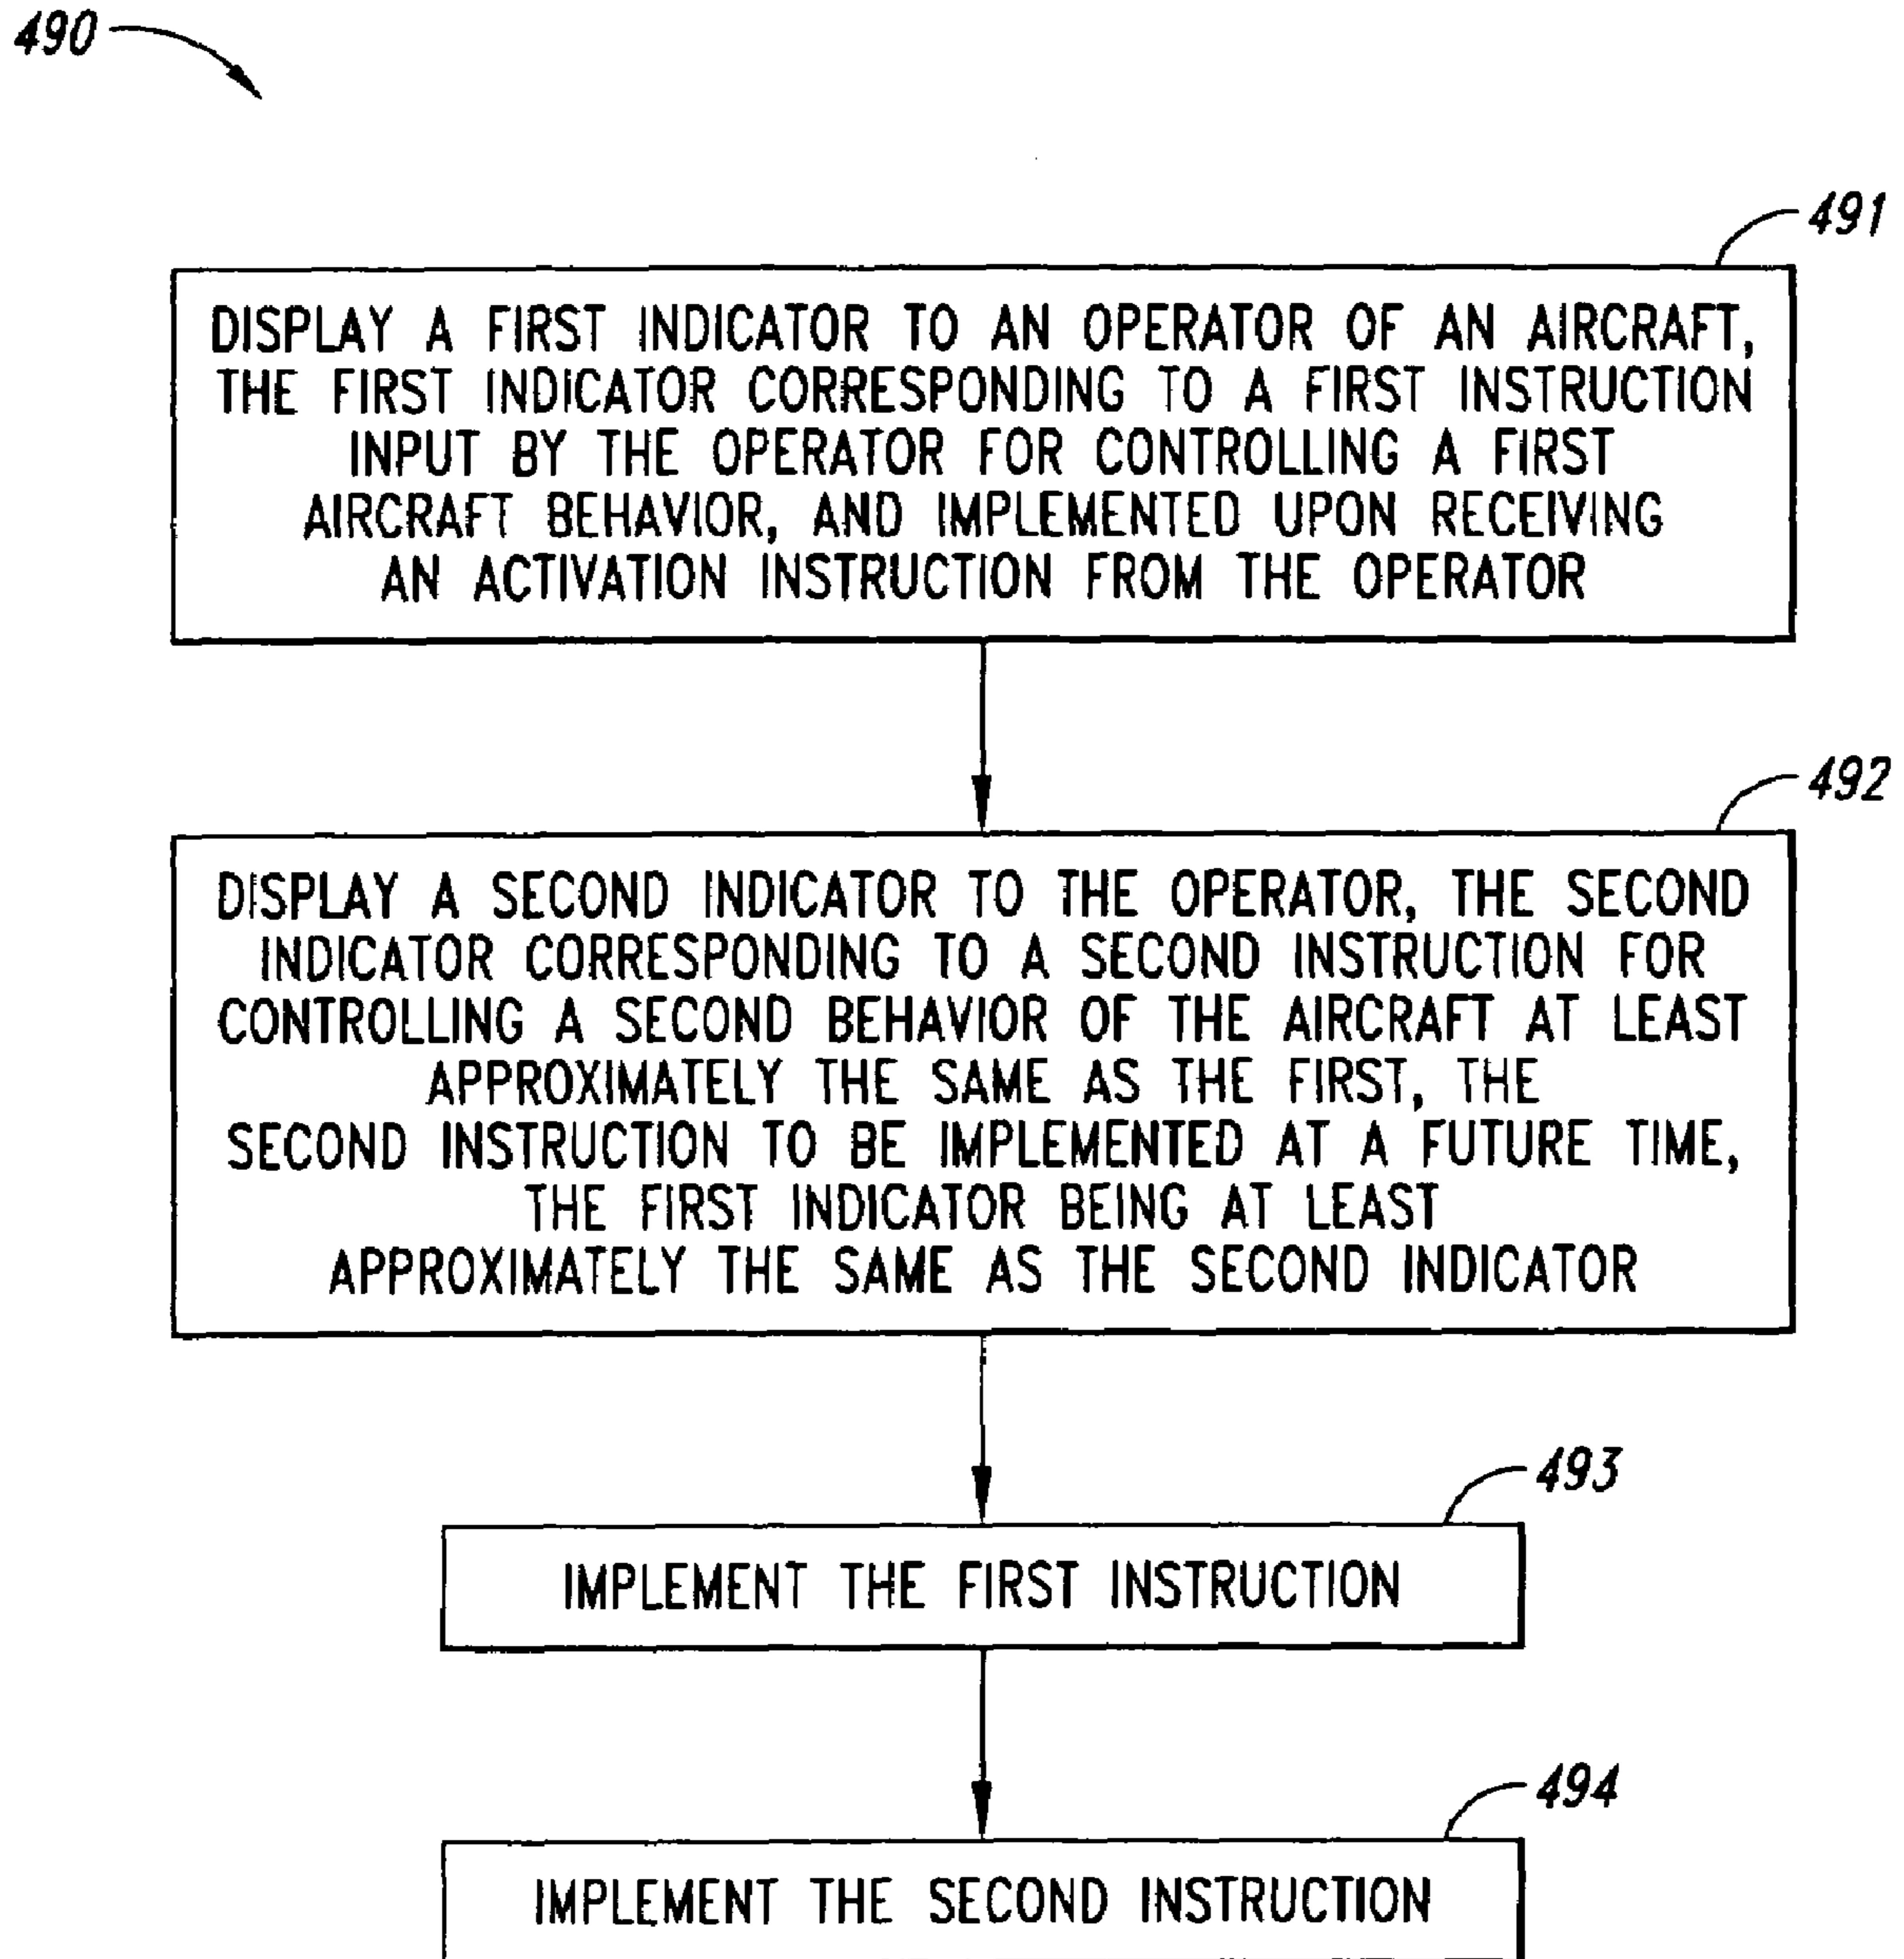 490
491
DISPLAY A FIRST INDICATOR TO AN OPERATOR OF AN AIRCRAFT,
THE FIRST INDICATOR CORRESPONDING TO A FIRST INSTRUCTION
INPUT BY THE OPERATOR FOR CONTROLLING A FIRST
AIRCRAFT BEHAVIOR, AND IMPLEMENTED UPON RECEIVING
AN ACTIVATION INSTRUCTION FROM THE OPERATOR
492
DISPLAY A SECOND INDICATOR TO THE OPERATOR, THE SECOND
INDICATOR CORRESPONDING TO A SECOND INSTRUCTION FOR
CONTROLLING A SECOND BEHAVIOR OF THE AIRCRAFT AT LEAST
APPROXIMATELY THE SAME AS THE FIRST, THE
SECOND INSTRUCTION TO BE IMPLEMENTED AT A FUTURE TIME,
THE FIRST INDICATOR BEING AT LEAST
APPROXIMATELY THE SAME AS THE SECOND INDICATOR
493
IMPLEMENT THE FIRST INSTRUCTION
494
IMPLEMENT THE SECOND INSTRUCTION